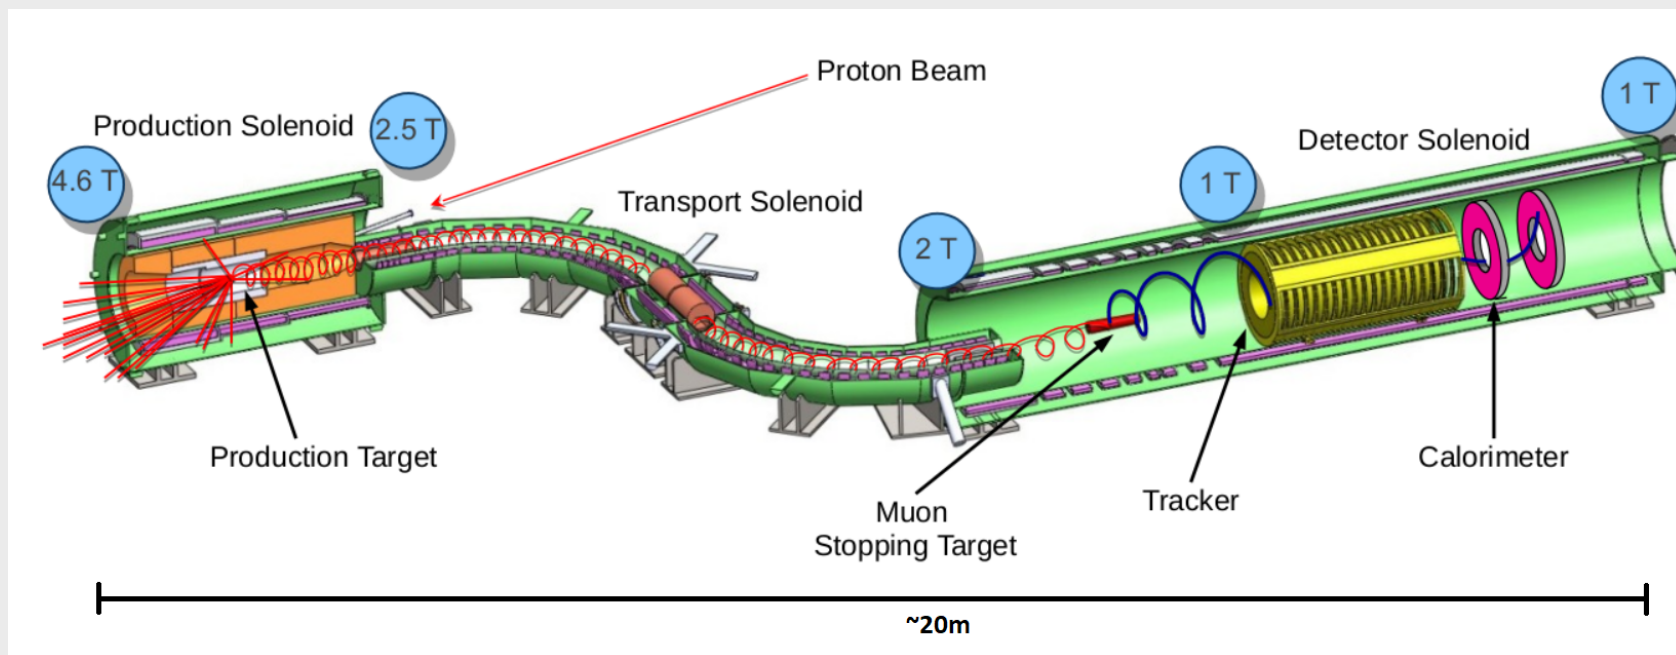 Proton Beam
Production Solenoid
2.5 T
4.6 T
Transport Solenoid
Detector Solenoid
1 T
1 T
2 T
Production Target
Muon
Stopping Target
Tracker
Calorimeter
~20m